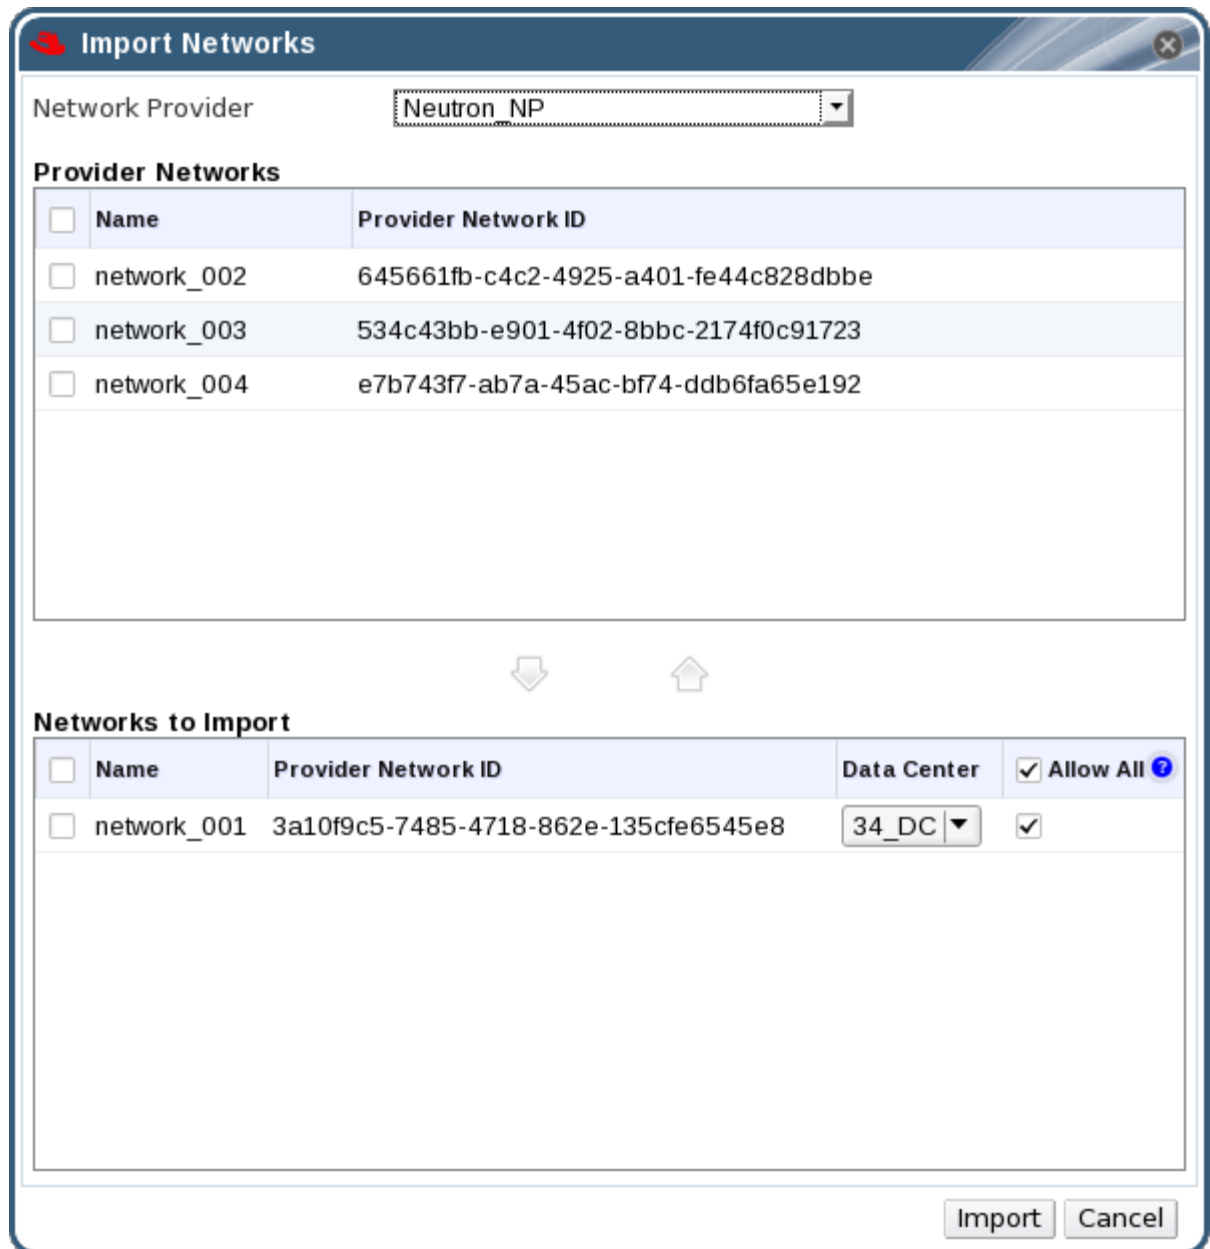 Import Networks
Network Provider Neutron_NP
Provider Networks
Name Provider Network ID
network_002 645661fb-c4c2-4925-a401-fe44c828dbbe
network_003 534c43bb-e901-4f02-8bbc-2174f0c91723
network_004 e7b743f7-ab7a-45ac-bf74-ddb6fa65e192
Networks to Import
Name Provider Network ID Data Center Allow All ?
network_001 3a10f9c5-7485-4718-862e-135cfe6545e8 34_DC
Import Cancel